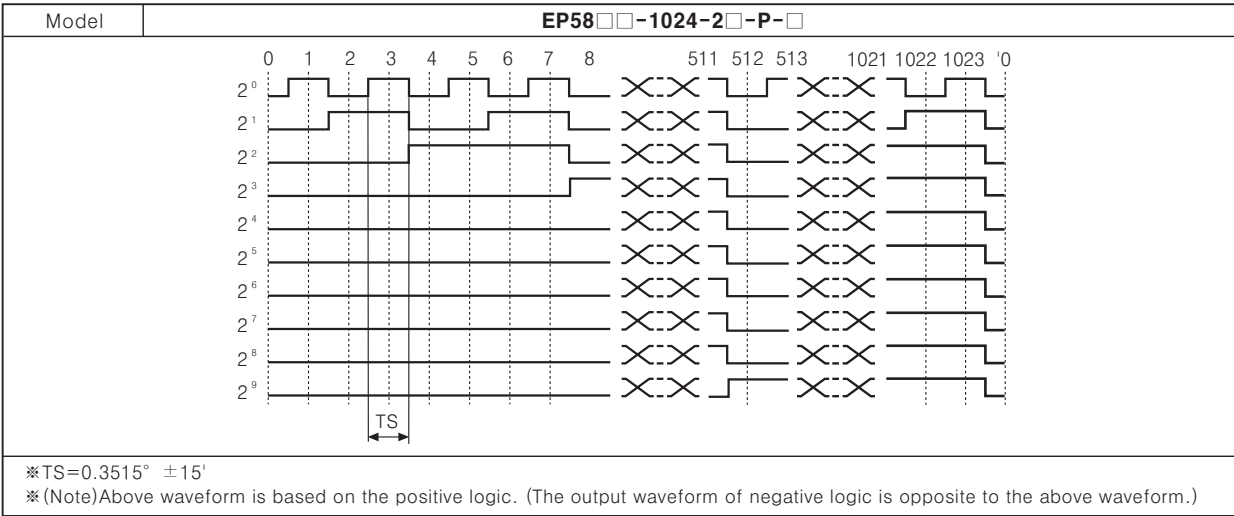 Model EP58□□-1024-2□-P-□
0 1 2 3 4 5 6 7 8 511 512 513 1021 1022 1023 '0
2⁰
2¹
2²
2³
2⁴
2⁵
2⁶
2⁷
2⁸
2⁹
TS
※TS=0.3515° ±15'
※(Note)Above waveform is based on the positive logic. (The output waveform of negative logic is opposite to the above waveform.)